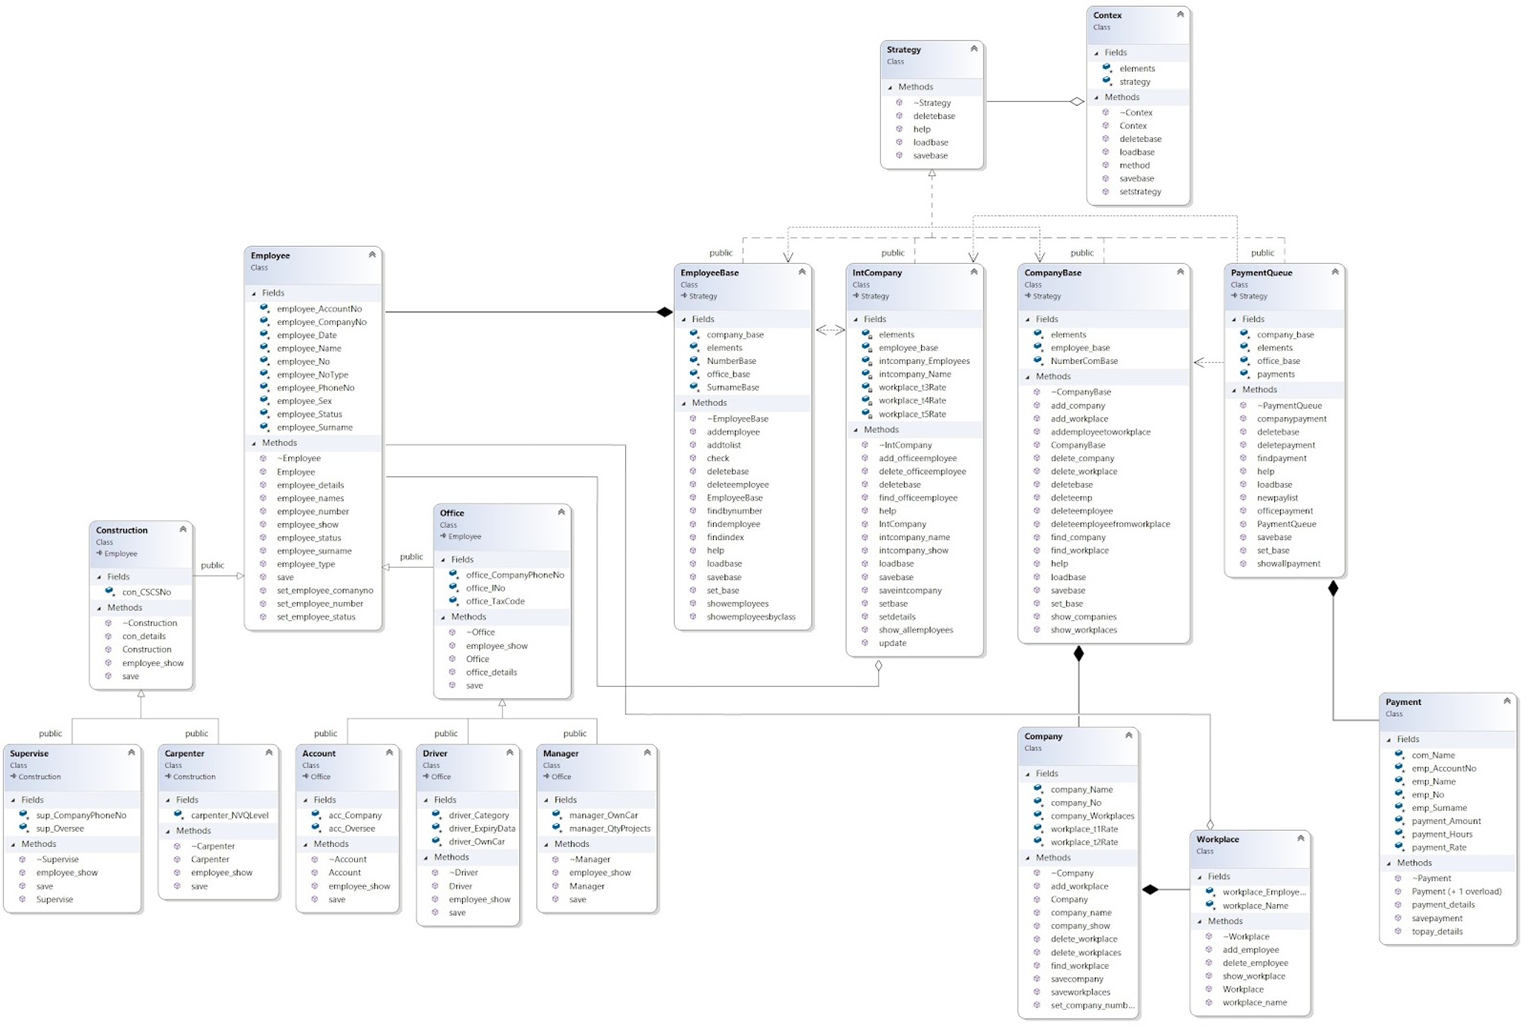 Contex
Class
Fields
elements
strategy
Methods
~Contex
Contex
deletebase
loadbase
method
savebase
setstrategy
Strategy
Class
Methods
~Strategy
deletebase
help
loadbase
savebase
public
public
public
public
Employee
Class
Fields
employee_AccountNo
employee_CompanyNo
employee_Date
employee_Name
employee_No
employee_NoType
employee_PhoneNo
employee_Sex
employee_Status
employee_Surname
Methods
~Employee
Employee
employee_details
employee_names
employee_number
employee_show
employee_status
employee_surname
employee_type
save
set_employee_comanyno
set_employee_number
set_employee_status
EmployeeBase
Class
Strategy
Fields
company_base
elements
NumberBase
office_base
SurnameBase
Methods
~EmployeeBase
addemployee
addtolist
check
deletebase
deleteemployee
EmployeeBase
findbynumber
findemployee
findindex
help
loadbase
savebase
set_base
showemployees
showemployeesbyclass
IntCompany
Class
Strategy
Fields
elements
employee_base
intcompany_Employees
intcompany_Name
workplace_t3Rate
workplace_t4Rate
workplace_t5Rate
Methods
~IntCompany
add_officeemployee
delete_officeemployee
deletebase
find_officeemployee
help
IntCompany
intcompany_name
intcompany_show
loadbase
savebase
saveintcompany
setbase
setdetails
show_allemployees
update
CompanyBase
Class
Strategy
Fields
elements
employee_base
NumberComBase
Methods
~CompanyBase
add_company
add_workplace
addemployeetoworkplace
CompanyBase
delete_company
delete_workplace
deletebase
deleteemp
deleteemployee
deleteemployeefromworkplace
find_company
find_workplace
help
loadbase
savebase
set_base
show_companies
show_workplaces
PaymentQueue
Class
Strategy
Fields
company_base
elements
office_base
payments
Methods
~PaymentQueue
companypayment
deletebase
deletepayment
findpayment
help
loadbase
newpaylist
officepayment
PaymentQueue
savebase
set_base
showallpayment
Construction
Class
Employee
Fields
con_CSCSNo
Methods
~Construction
con_details
Construction
employee_show
save
public
public
Office
Class
Employee
Fields
office_CompanyPhoneNo
office_INo
office_TaxCode
Methods
~Office
employee_show
Office
office_details
save
public
public
public
public
public
Supervise
Class
Construction
Fields
sup_CompanyPhoneNo
sup_Oversee
Methods
~Supervise
employee_show
save
Supervise
Carpenter
Class
Construction
Fields
carpenter_NVQLevel
Methods
~Carpenter
Carpenter
employee_show
save
Account
Class
Office
Fields
acc_Company
acc_Oversee
Methods
~Account
Account
employee_show
save
Driver
Class
Office
Fields
driver_Category
driver_ExpiryData
driver_OwnCar
Methods
~Driver
Driver
employee_show
save
Manager
Class
Office
Fields
manager_OwnCar
manager_QtyProjects
Methods
~Manager
employee_show
Manager
save
Company
Class
Fields
company_Name
company_No
company_Workplaces
workplace_t1Rate
workplace_t2Rate
Methods
~Company
add_workplace
Company
company_name
company_show
delete_workplace
delete_workplaces
find_workplace
savecompany
saveworkplaces
set_company_numb...
Workplace
Class
Fields
workplace_Employe...
workplace_Name
Methods
~Workplace
add_employee
delete_employee
show_workplace
Workplace
workplace_name
Payment
Class
Fields
com_Name
emp_AccountNo
emp_Name
emp_No
emp_Surname
payment_Amount
payment_Hours
payment_Rate
Methods
~Payment
Payment (+ 1 overload)
payment_details
savepayment
topay_details